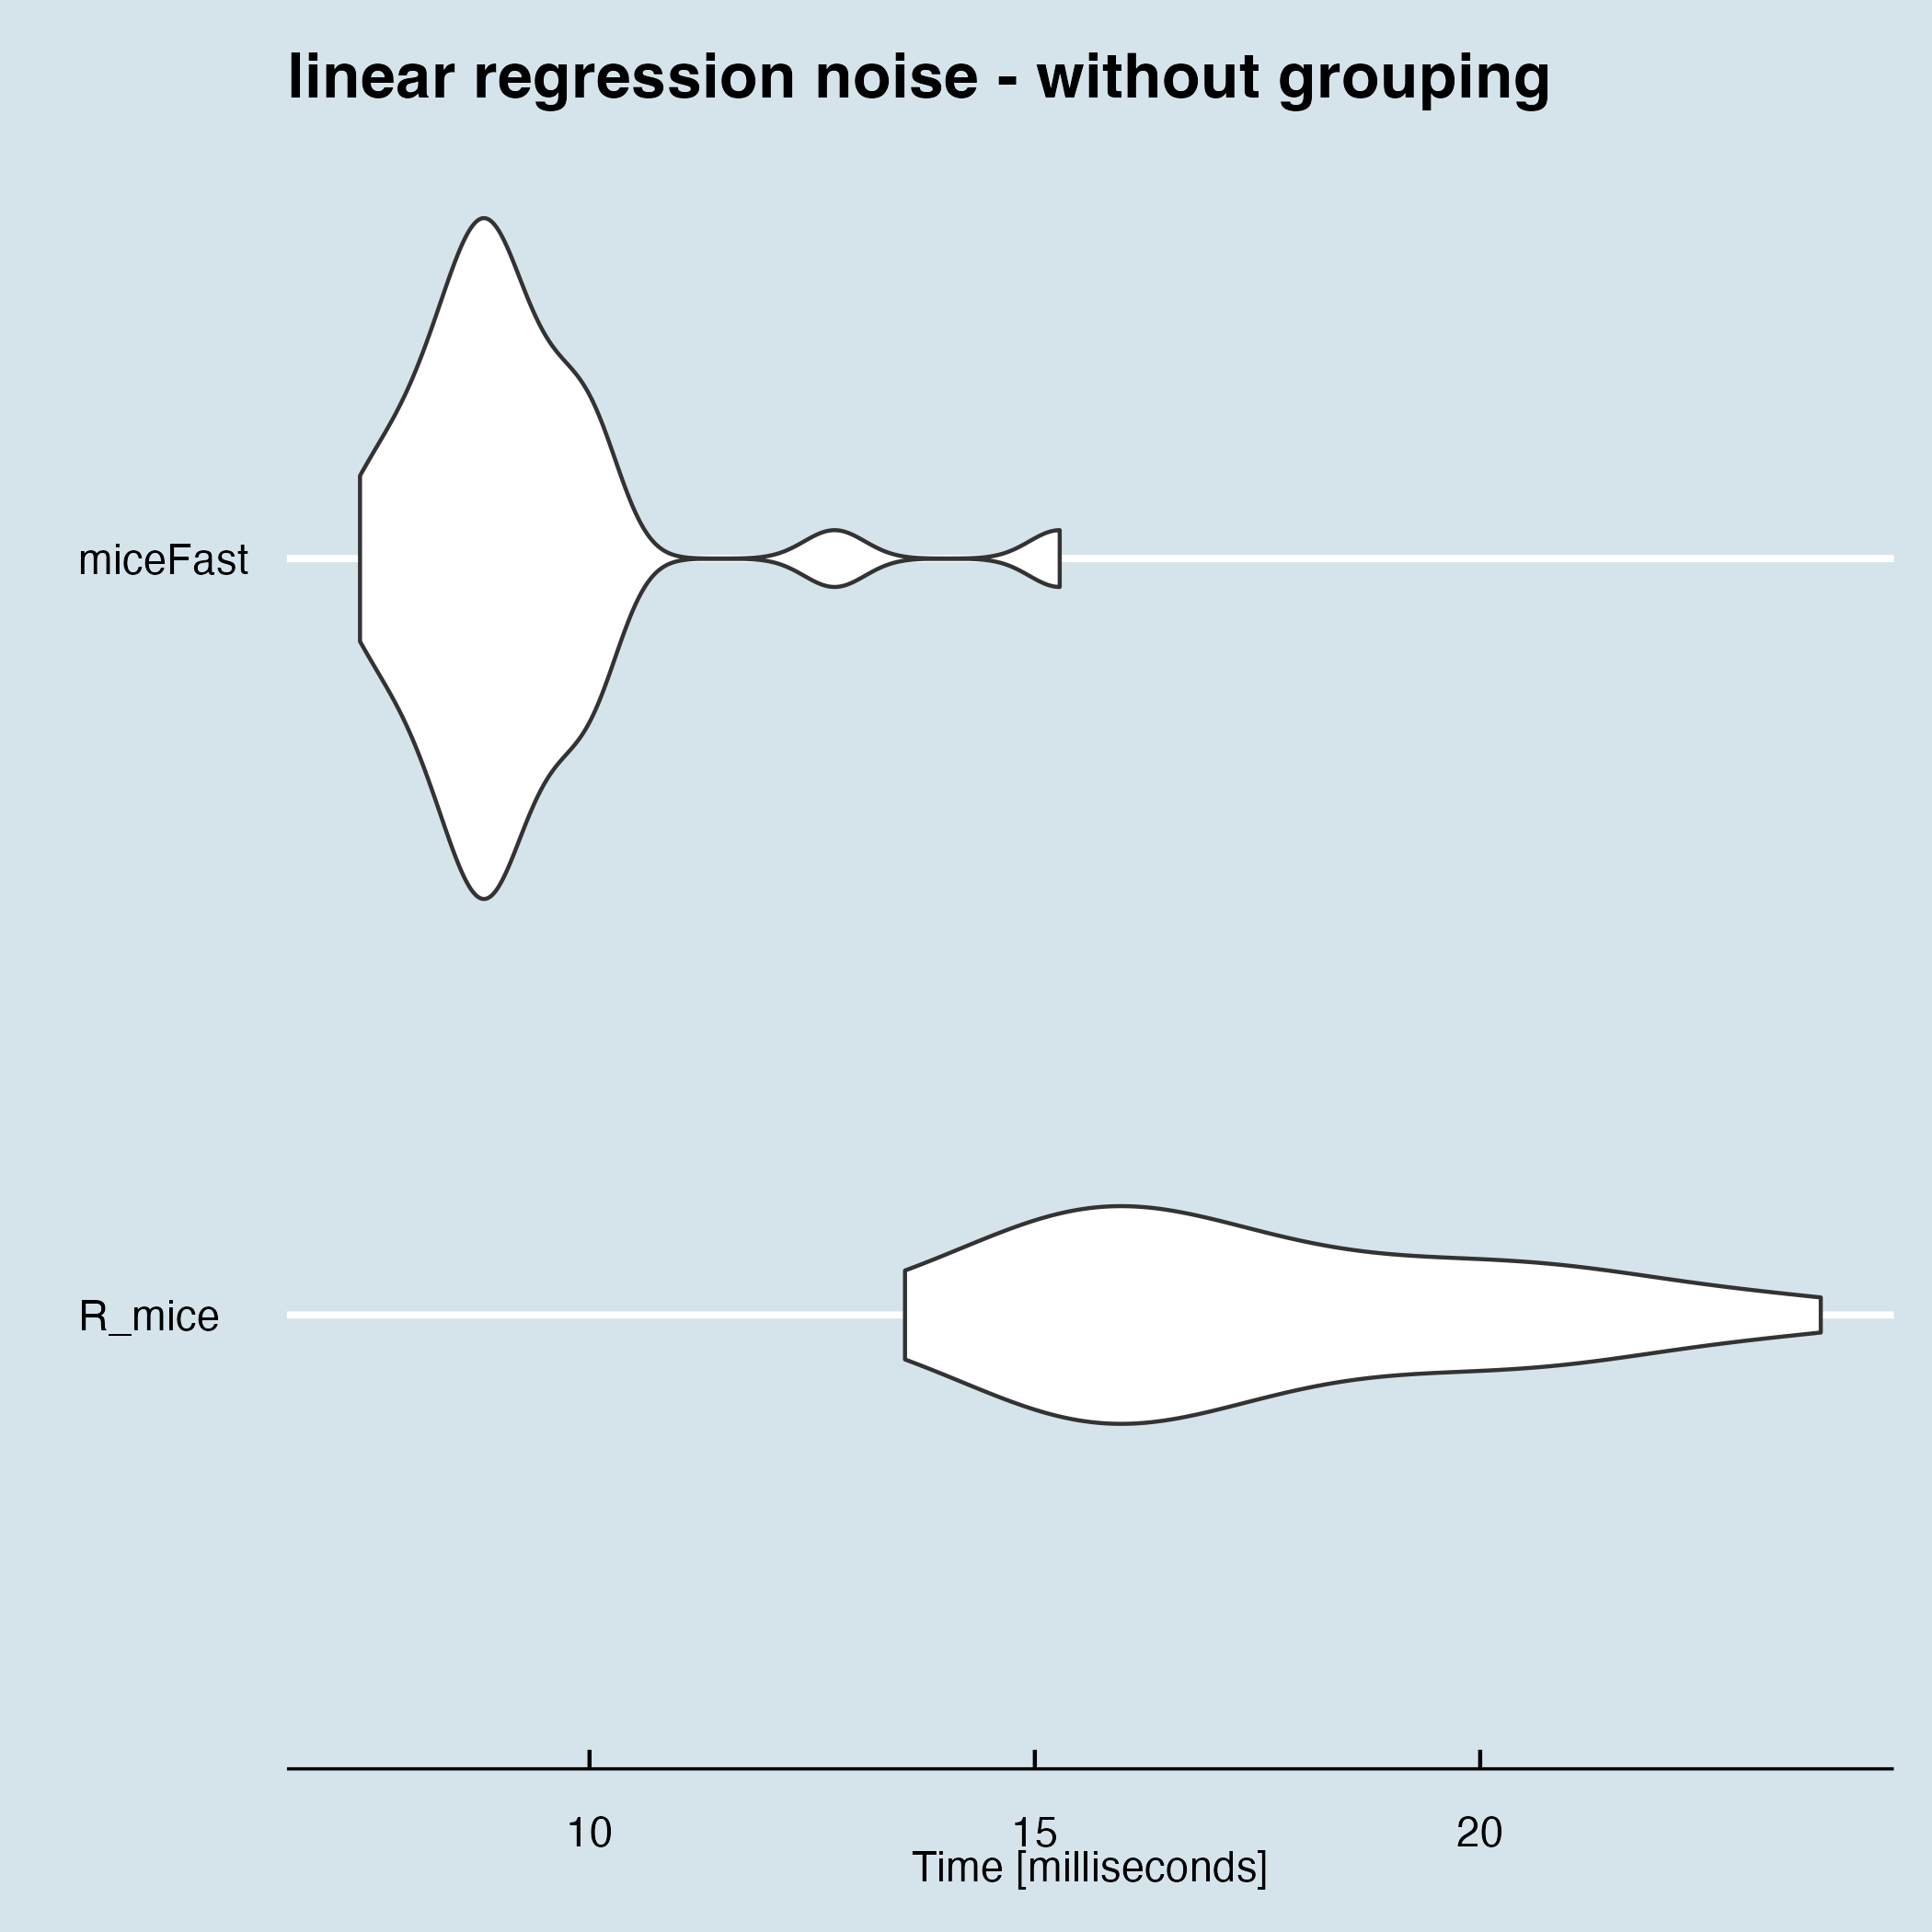 linear regression noise - without grouping
miceFast
R_mice
10 15 20
Time [milliseconds]